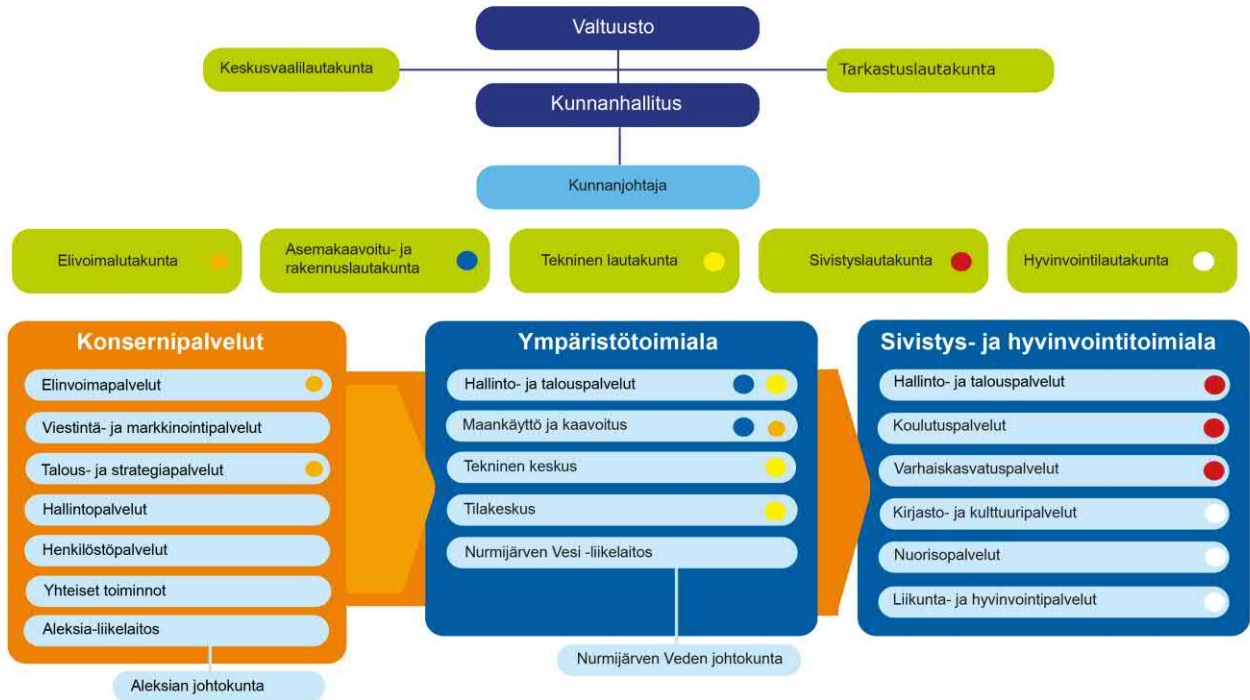 Valtuusto
Keskusvaalilautakunta
Tarkastuslautakunta
Kunnanhallitus
Kunnanjohtaja
Elivoimalutakunta
Asemakaavoitu- ja
rakennuslautakunta
Tekninen lautakunta
Sivistyslautakunta
Hyvinvointilautakunta
Konsernipalvelut
Elinvoimapalvelut
Viestintä- ja markkinointipalvelut
Talous- ja strategiapalvelut
Hallintopalvelut
Henkilöstöpalvelut
Yhteiset toiminnot
Aleksia-liikelaitos
Aleksian johtokunta
Ympäristötoimiala
Hallinto- ja talouspalvelut
Maankäyttö ja kaavoitus
Tekninen keskus
Tilakeskus
Nurmijärven Vesi -liikelaitos
Nurmijärven Veden johtokunta
Sivistys- ja hyvinvointitoimiala
Hallinto- ja talouspalvelut
Koulutuspalvelut
Varhaiskasvatuspalvelut
Kirjasto- ja kulttuuripalvelut
Nuorisopalvelut
Liikunta- ja hyvinvointipalvelut